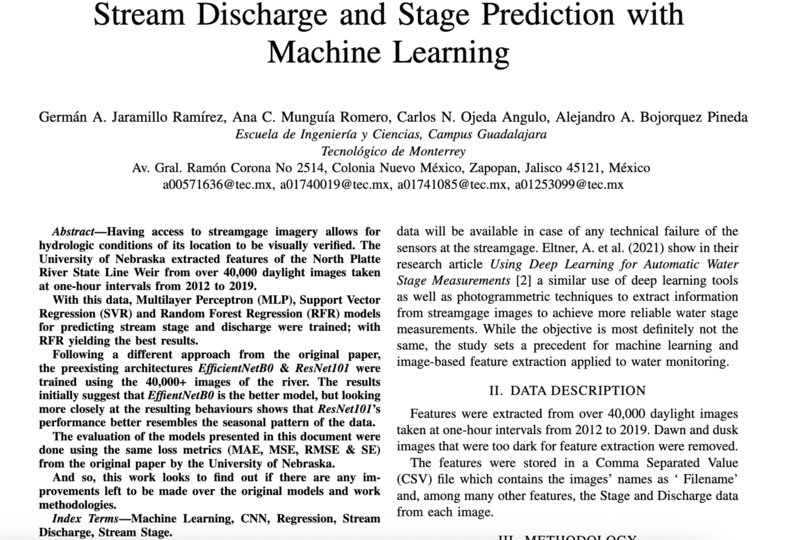 Stream Discharge and Stage Prediction with
Machine Learning
Germán A. Jaramillo Ramírez, Ana C. Munguía Romero, Carlos N. Ojeda Angulo, Alejandro A. Bojorquez Pineda
Escuela de Ingeniería y Ciencias, Campus Guadalajara
Tecnológico de Monterrey
Av. Gral. Ramón Corona No 2514, Colonia Nuevo México, Zapopan, Jalisco 45121, México
a00571636@tec.mx, a01740019@tec.mx, a01741085@tec.mx, a01253099@tec.mx
Abstract—Having access to streamgage imagery allows for
hydrologic conditions of its location to be visually verified. The
University of Nebraska extracted features of the North Platte
River State Line Weir from over 40,000 daylight images taken
at one-hour intervals from 2012 to 2019.
With this data, Multilayer Perceptron (MLP), Support Vector
Regression (SVR) and Random Forest Regression (RFR) models
for predicting stream stage and discharge were trained; with
RFR yielding the best results.
Following a different approach from the original paper,
the preexisting architectures EfficientNetB0 & ResNet101 were
trained using the 40,000+ images of the river. The results
initially suggest that EffientNetB0 is the better model, but looking
more closely at the resulting behaviours shows that ResNet101's
performance better resembles the seasonal pattern of the data.
The evaluation of the models presented in this document were
done using the same loss metrics (MAE, MSE, RMSE & SE)
from the original paper by the University of Nebraska.
And so, this work looks to find out if there are any im-
provements left to be made over the original models and work
methodologies.
Index Terms—Machine Learning, CNN, Regression, Stream
Discharge, Stream Stage.
data will be available in case of any technical failure of the
sensors at the streamgage. Eltner, A. et al. (2021) show in their
research article Using Deep Learning for Automatic Water
Stage Measurements [2] a similar use of deep learning tools
as well as photogrammetric techniques to extract information
from streamgage images to achieve more reliable water stage
measurements. While the objective is most definitely not the
same, the study sets a precedent for machine learning and
image-based feature extraction applied to water monitoring.
II. DATA DESCRIPTION
Features were extracted from over 40,000 daylight images
taken at one-hour intervals from 2012 to 2019. Dawn and dusk
images that were too dark for feature extraction were removed.
The features were stored in a Comma Separated Value
(CSV) file which contains the images' names as ‘ Filename'
and, among many other features, the Stage and Discharge data
from each image.
III. METHODOLOGY